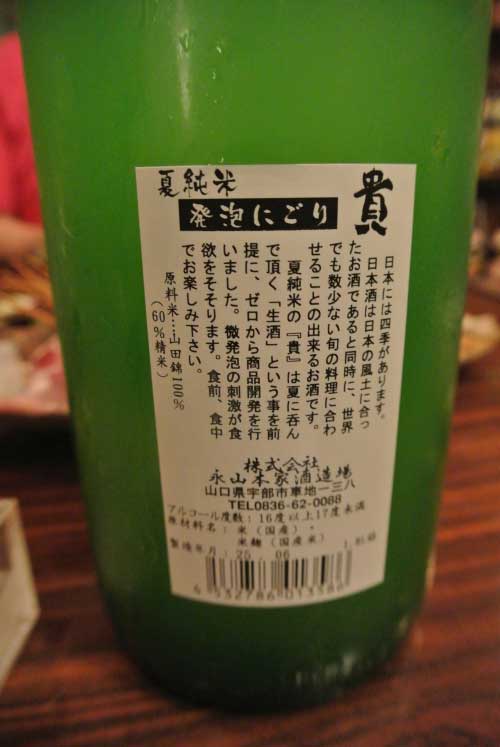 貴
夏純米
発泡にごり
日本には四季があります。
日本酒は日本の風土に合っ
たお酒であると同時に、世界
でも数少ない旬の料理に合わ
せることの出来るお酒です。
夏純米の『貴』は夏に呑ん
で頂く「生酒」という事を前
提に、ゼロから商品開発を行
いました。微発泡の刺激が食
欲をそそります。食前、食中
でお楽しみ下さい。
原料米…山田錦100%
(60%精米)
株式会社
永山本家酒造場
山口県宇部市車地一三八
TEL0836-62-0088
アルコール度数:16度以上17度未満
原材料名:米(国産)・
米麹(国産米)
製造年月:25.06